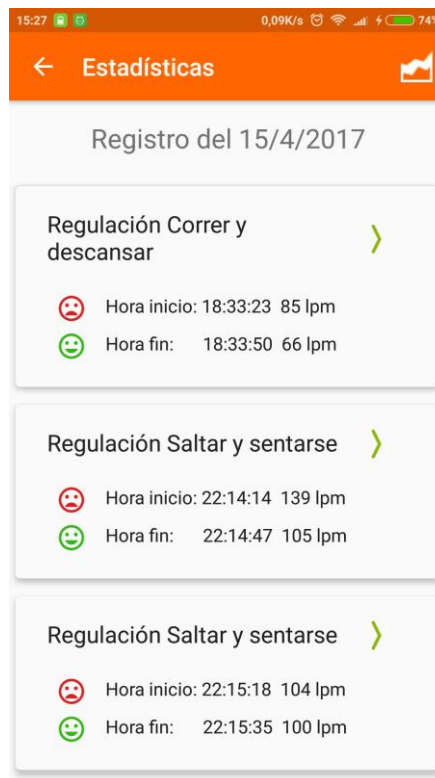 15:27 0,09K/s 74%
Estadísticas
Registro del 15/4/2017
Regulación Correr y
descansar
Hora inicio: 18:33:23 85 lpm
Hora fin: 18:33:50 66 lpm
Regulación Saltar y sentarse
Hora inicio: 22:14:14 139 lpm
Hora fin: 22:14:47 105 lpm
Regulación Saltar y sentarse
Hora inicio: 22:15:18 104 lpm
Hora fin: 22:15:35 100 lpm